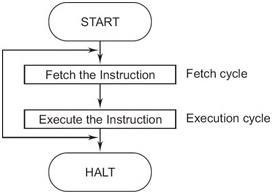 START
Fetch the Instruction
Fetch cycle
Execute the Instruction
Execution cycle
HALT